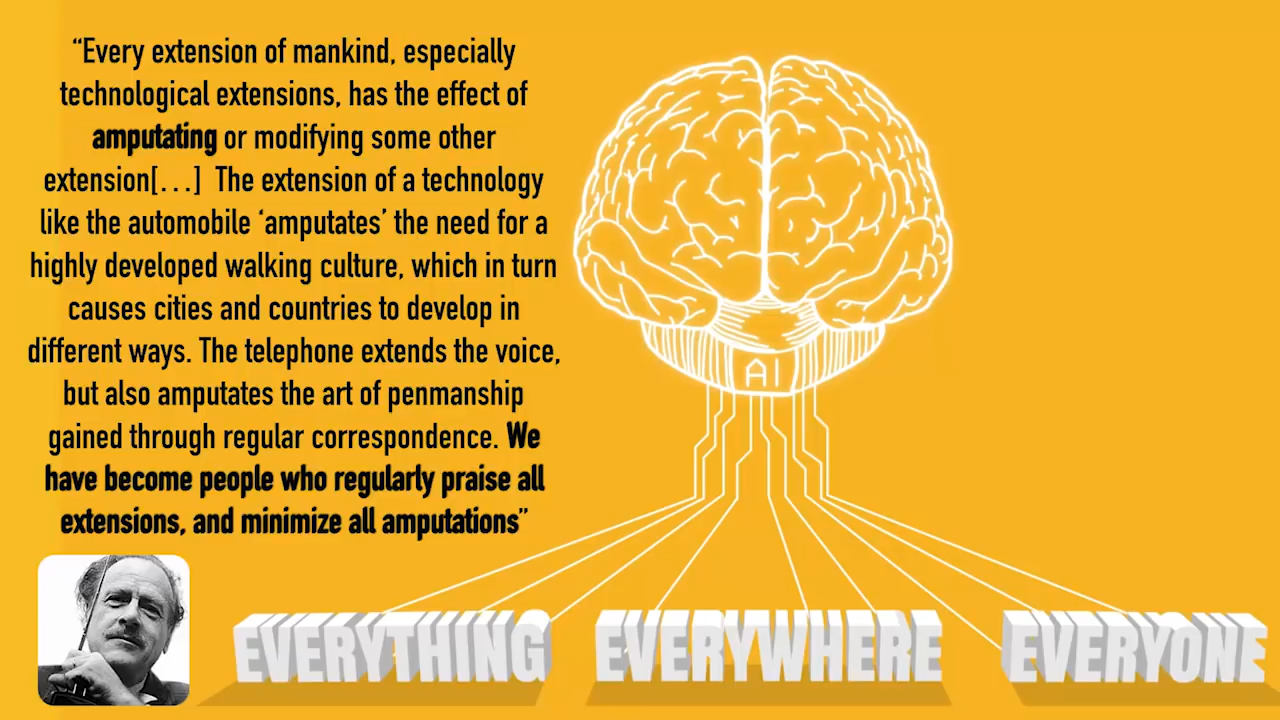 “Every extension of mankind, especially
technological extensions, has the effect of
amputating or modifying some other
extension[...]  The extension of a technology
like the automobile ‘amputates’ the need for a
highly developed walking culture, which in turn
causes cities and countries to develop in
different ways. The telephone extends the voice,
but also amputates the art of penmanship
gained through regular correspondence. We
have become people who regularly praise all
extensions, and minimize all amputations”
AI
EVERYTHING
EVERYWHERE
EVERYONE